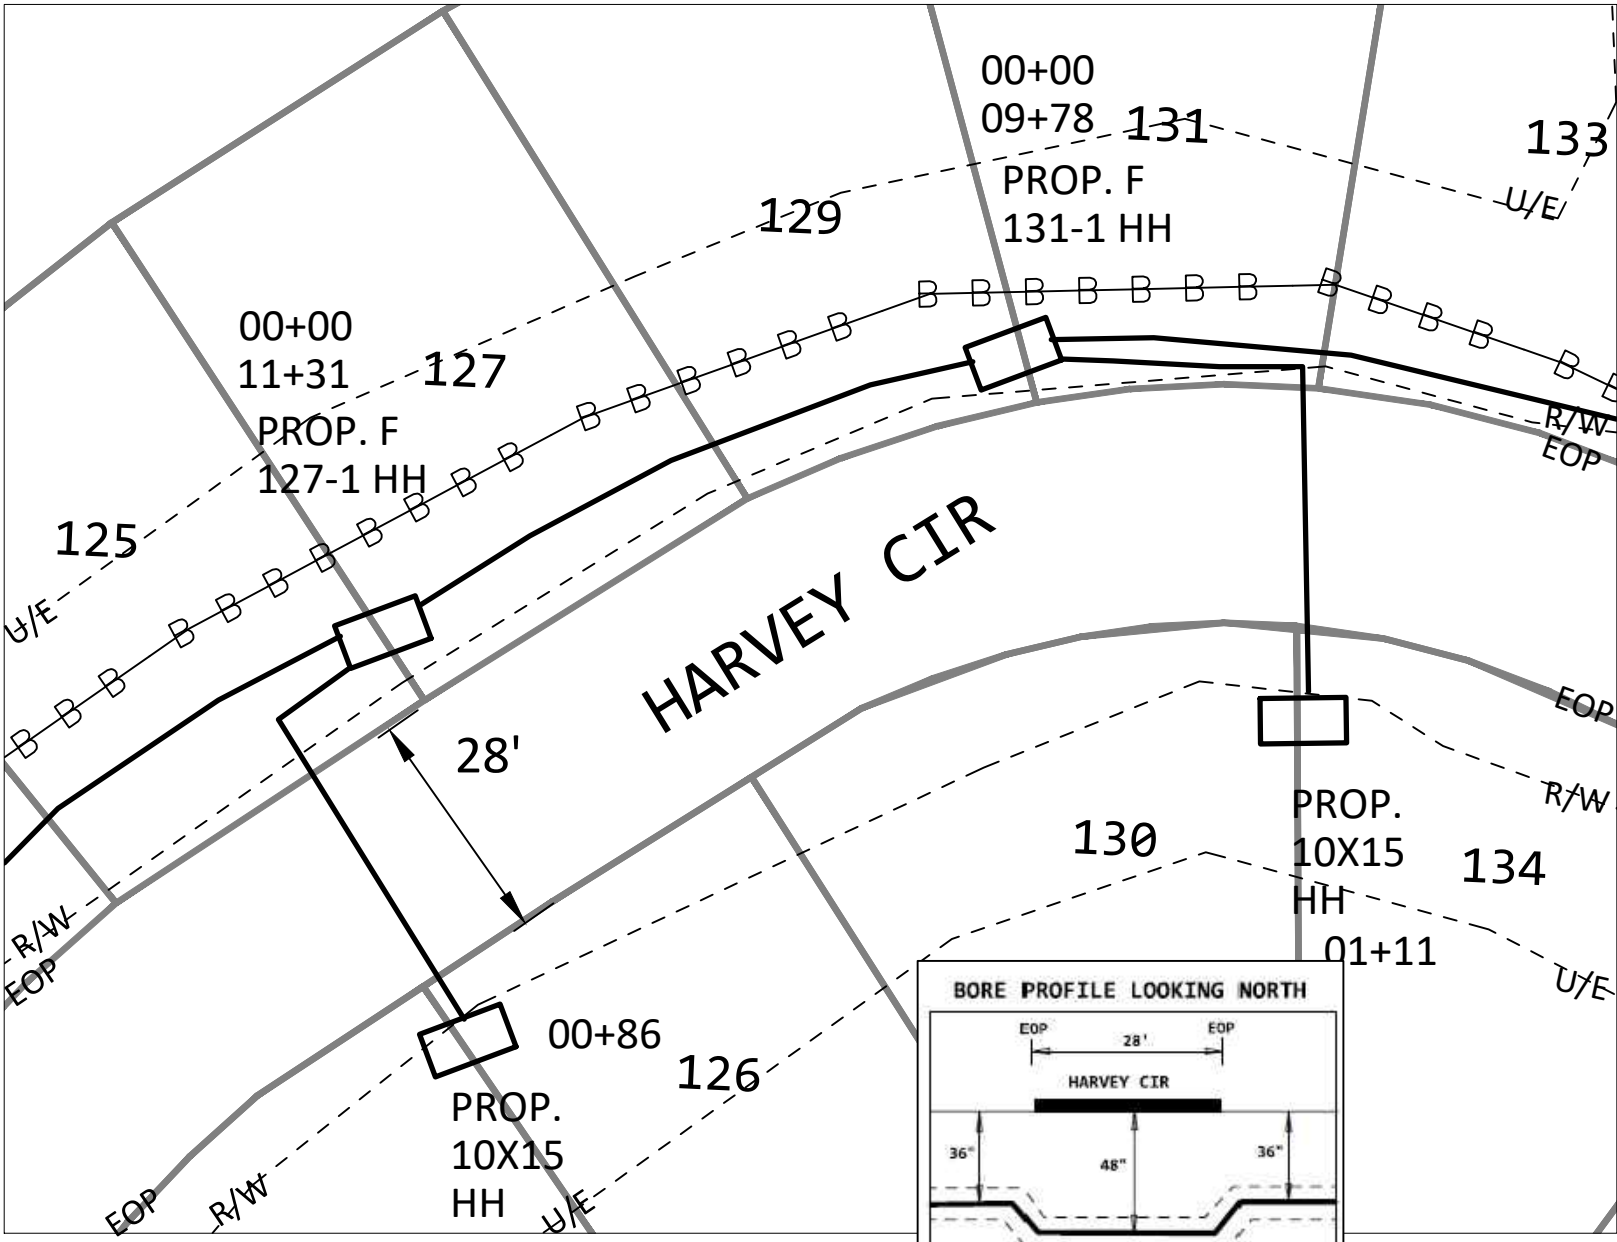 00+00
09+78
131
133
PROP. F
131-1 HH
U/E
129
B B B B B B B B B B B B B
00+00
11+31
127
PROP. F
127-1 HH
B B B B B B B B B B B B B B B B B B
125
U/E
R/W
EOP
HARVEY CIR
28'
EOP
R/W
PROP.
10X15
HH
01+11
130
134
U/E
R/W
EOP
00+86
126
PROP.
10X15
HH
EOP
R/W
U/E
BORE PROFILE LOOKING NORTH
EOP
EOP
28'
HARVEY CIR
36"
48"
36"